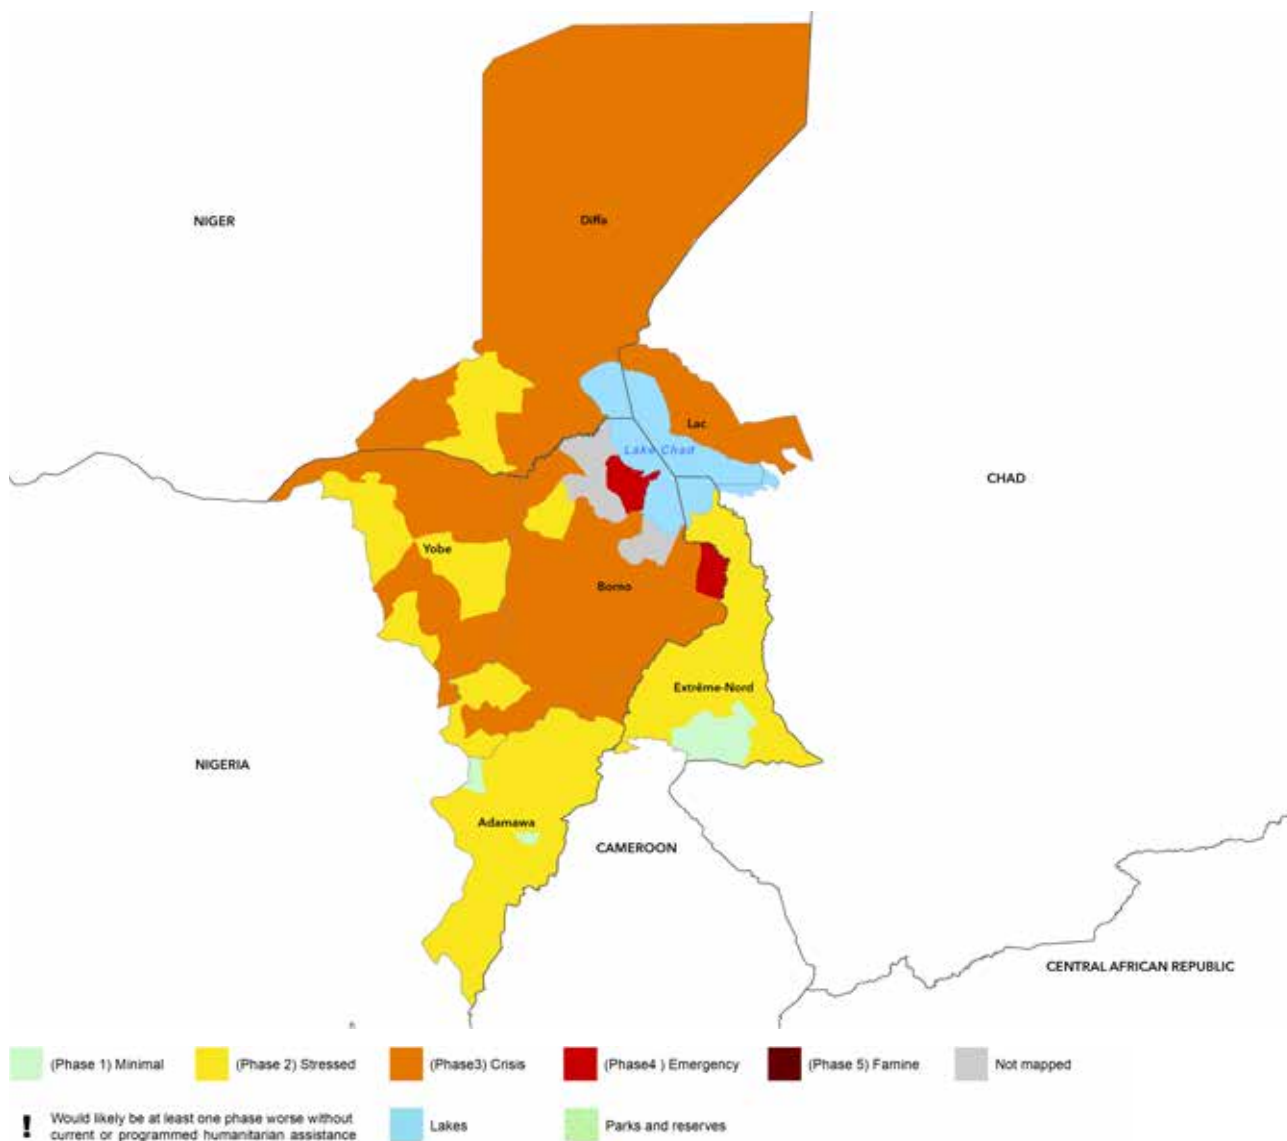 NIGER
Diffa
Lac
Lake Chad
CHAD
Yobe
Borno
Extrême-Nord
NIGERIA
Adamawa
CAMEROON
CENTRAL AFRICAN REPUBLIC
(Phase 1) Minimal
(Phase 2) Stressed
(Phase3) Crisis
(Phase4 ) Emergency
(Phase 5) Famine
Not mapped
! Would likely be at least one phase worse without
current or programmed humanitarian assistance
Lakes
Parks and reserves